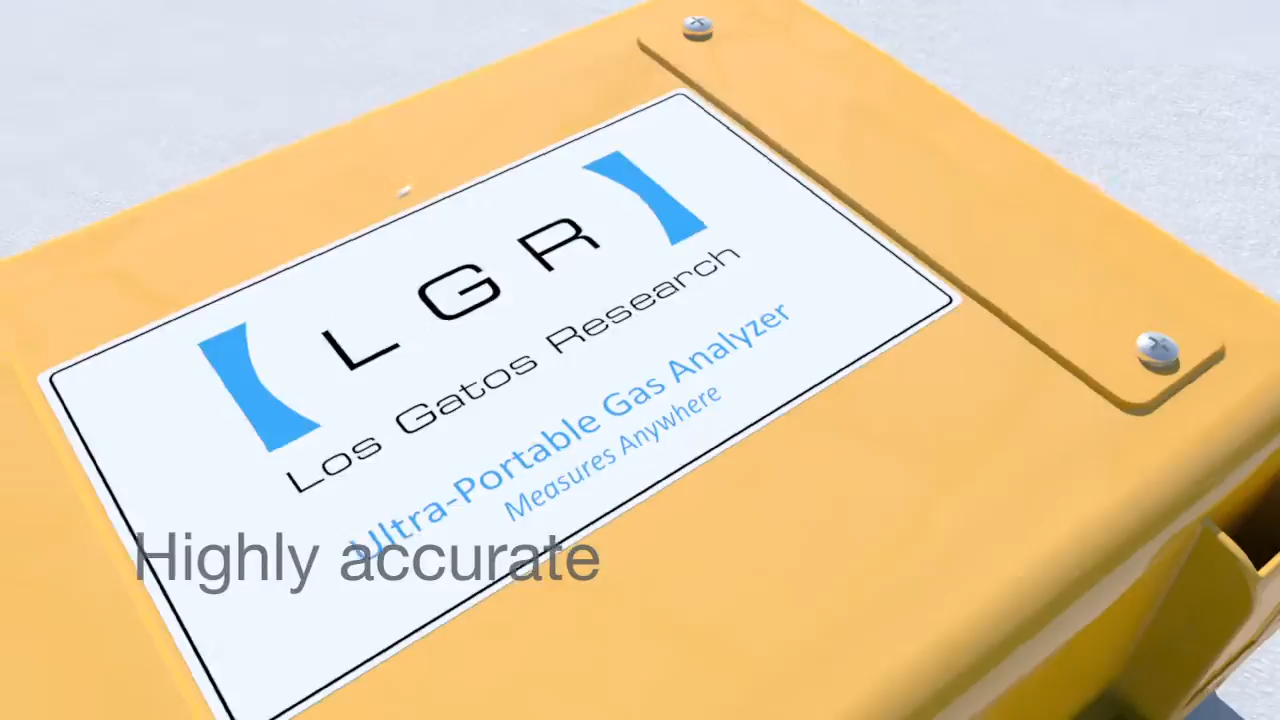 LGR
Los Gatos Research
Ultra-Portable Gas Analyzer
Measures Anywhere
Highly accurate